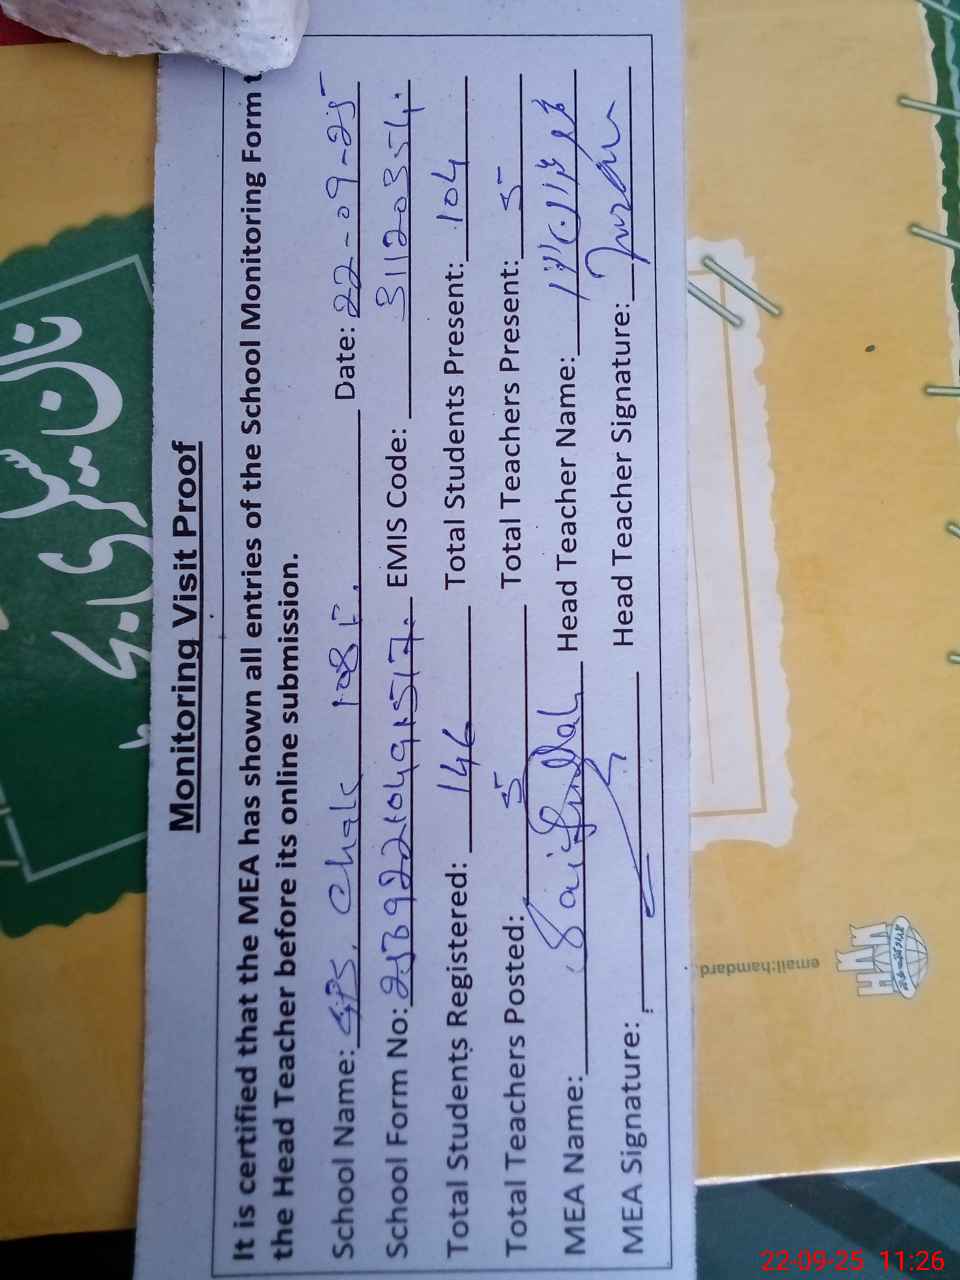 Monitoring Visit Proof
It is certified that the MEA has shown all entries of the School Monitoring Form t
the Head Teacher before its online submission.
School Name: GPS, Chak 108 P. Date: 22-09-25
School Form No: EMIS Code: 31120354.
Total Students Registered: 146 Total Students Present: 104
Total Teachers Posted: 5 Total Teachers Present: 5
MEA Name: Saif Head Teacher Name:
MEA Signature: Head Teacher Signature:
email:hamdard
22-09-25 11:26